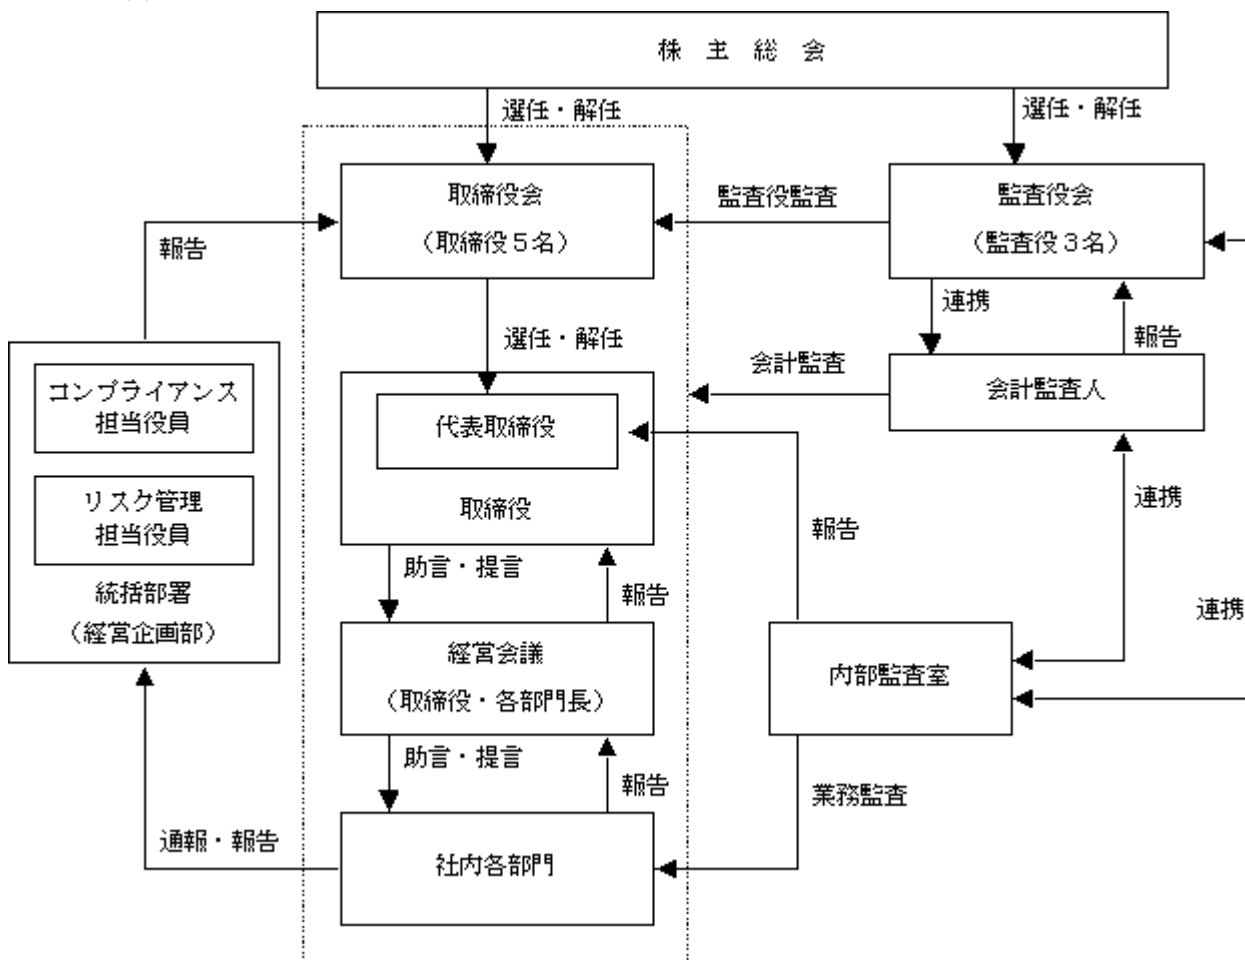 株 主 総 会
選任・解任
選任・解任
取締役会
（取締役５名）
監査役監査
監査役会
（監査役３名）
報告
連携
報告
選任・解任
会計監査
会計監査人
コンプライアンス
担当役員
代表取締役
取締役
リスク管理
担当役員
統括部署
（経営企画部）
報告
連携
連携
助言・提言
報告
経営会議
（取締役・各部門長）
内部監査室
助言・提言
報告
業務監査
通報・報告
社内各部門